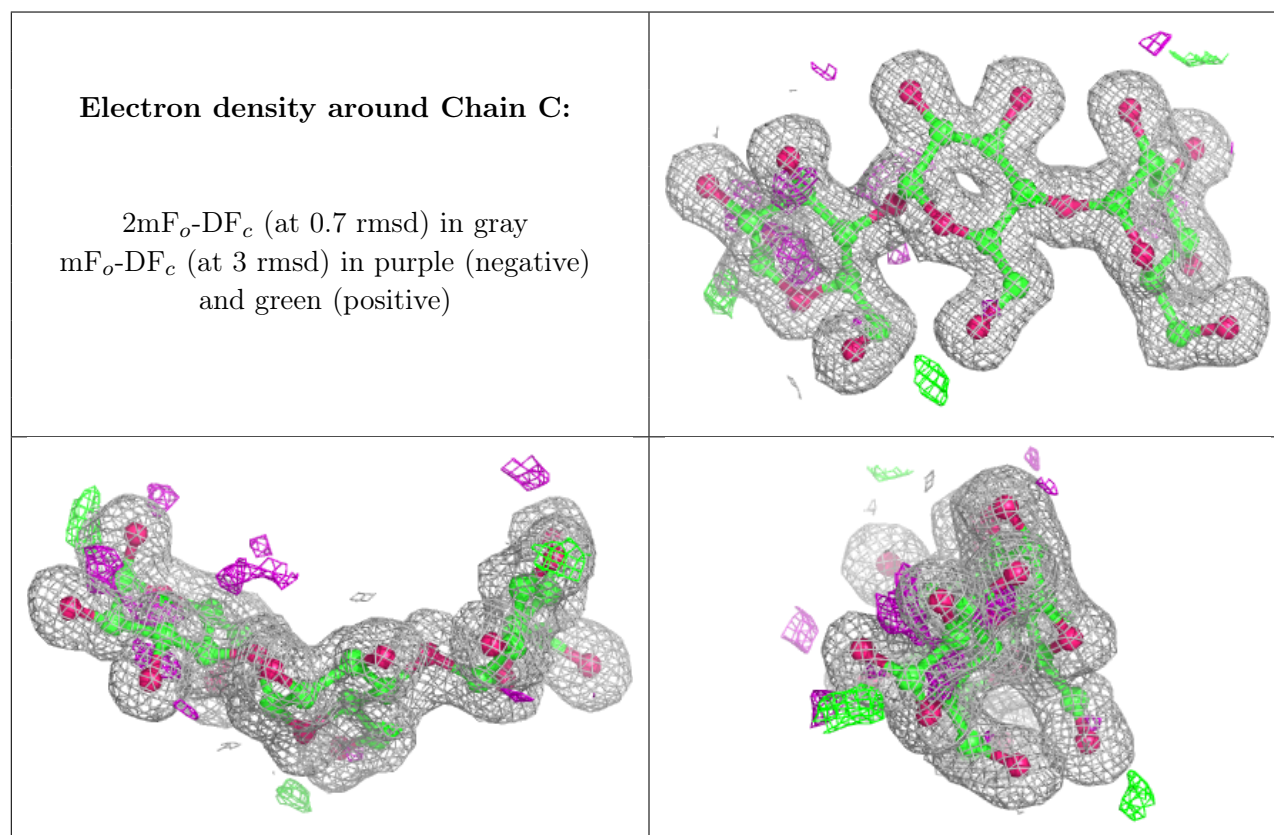 Electron density around Chain C:
2mFo-DFc (at 0.7 rmsd) in gray
mFo-DFc (at 3 rmsd) in purple (negative)
and green (positive)